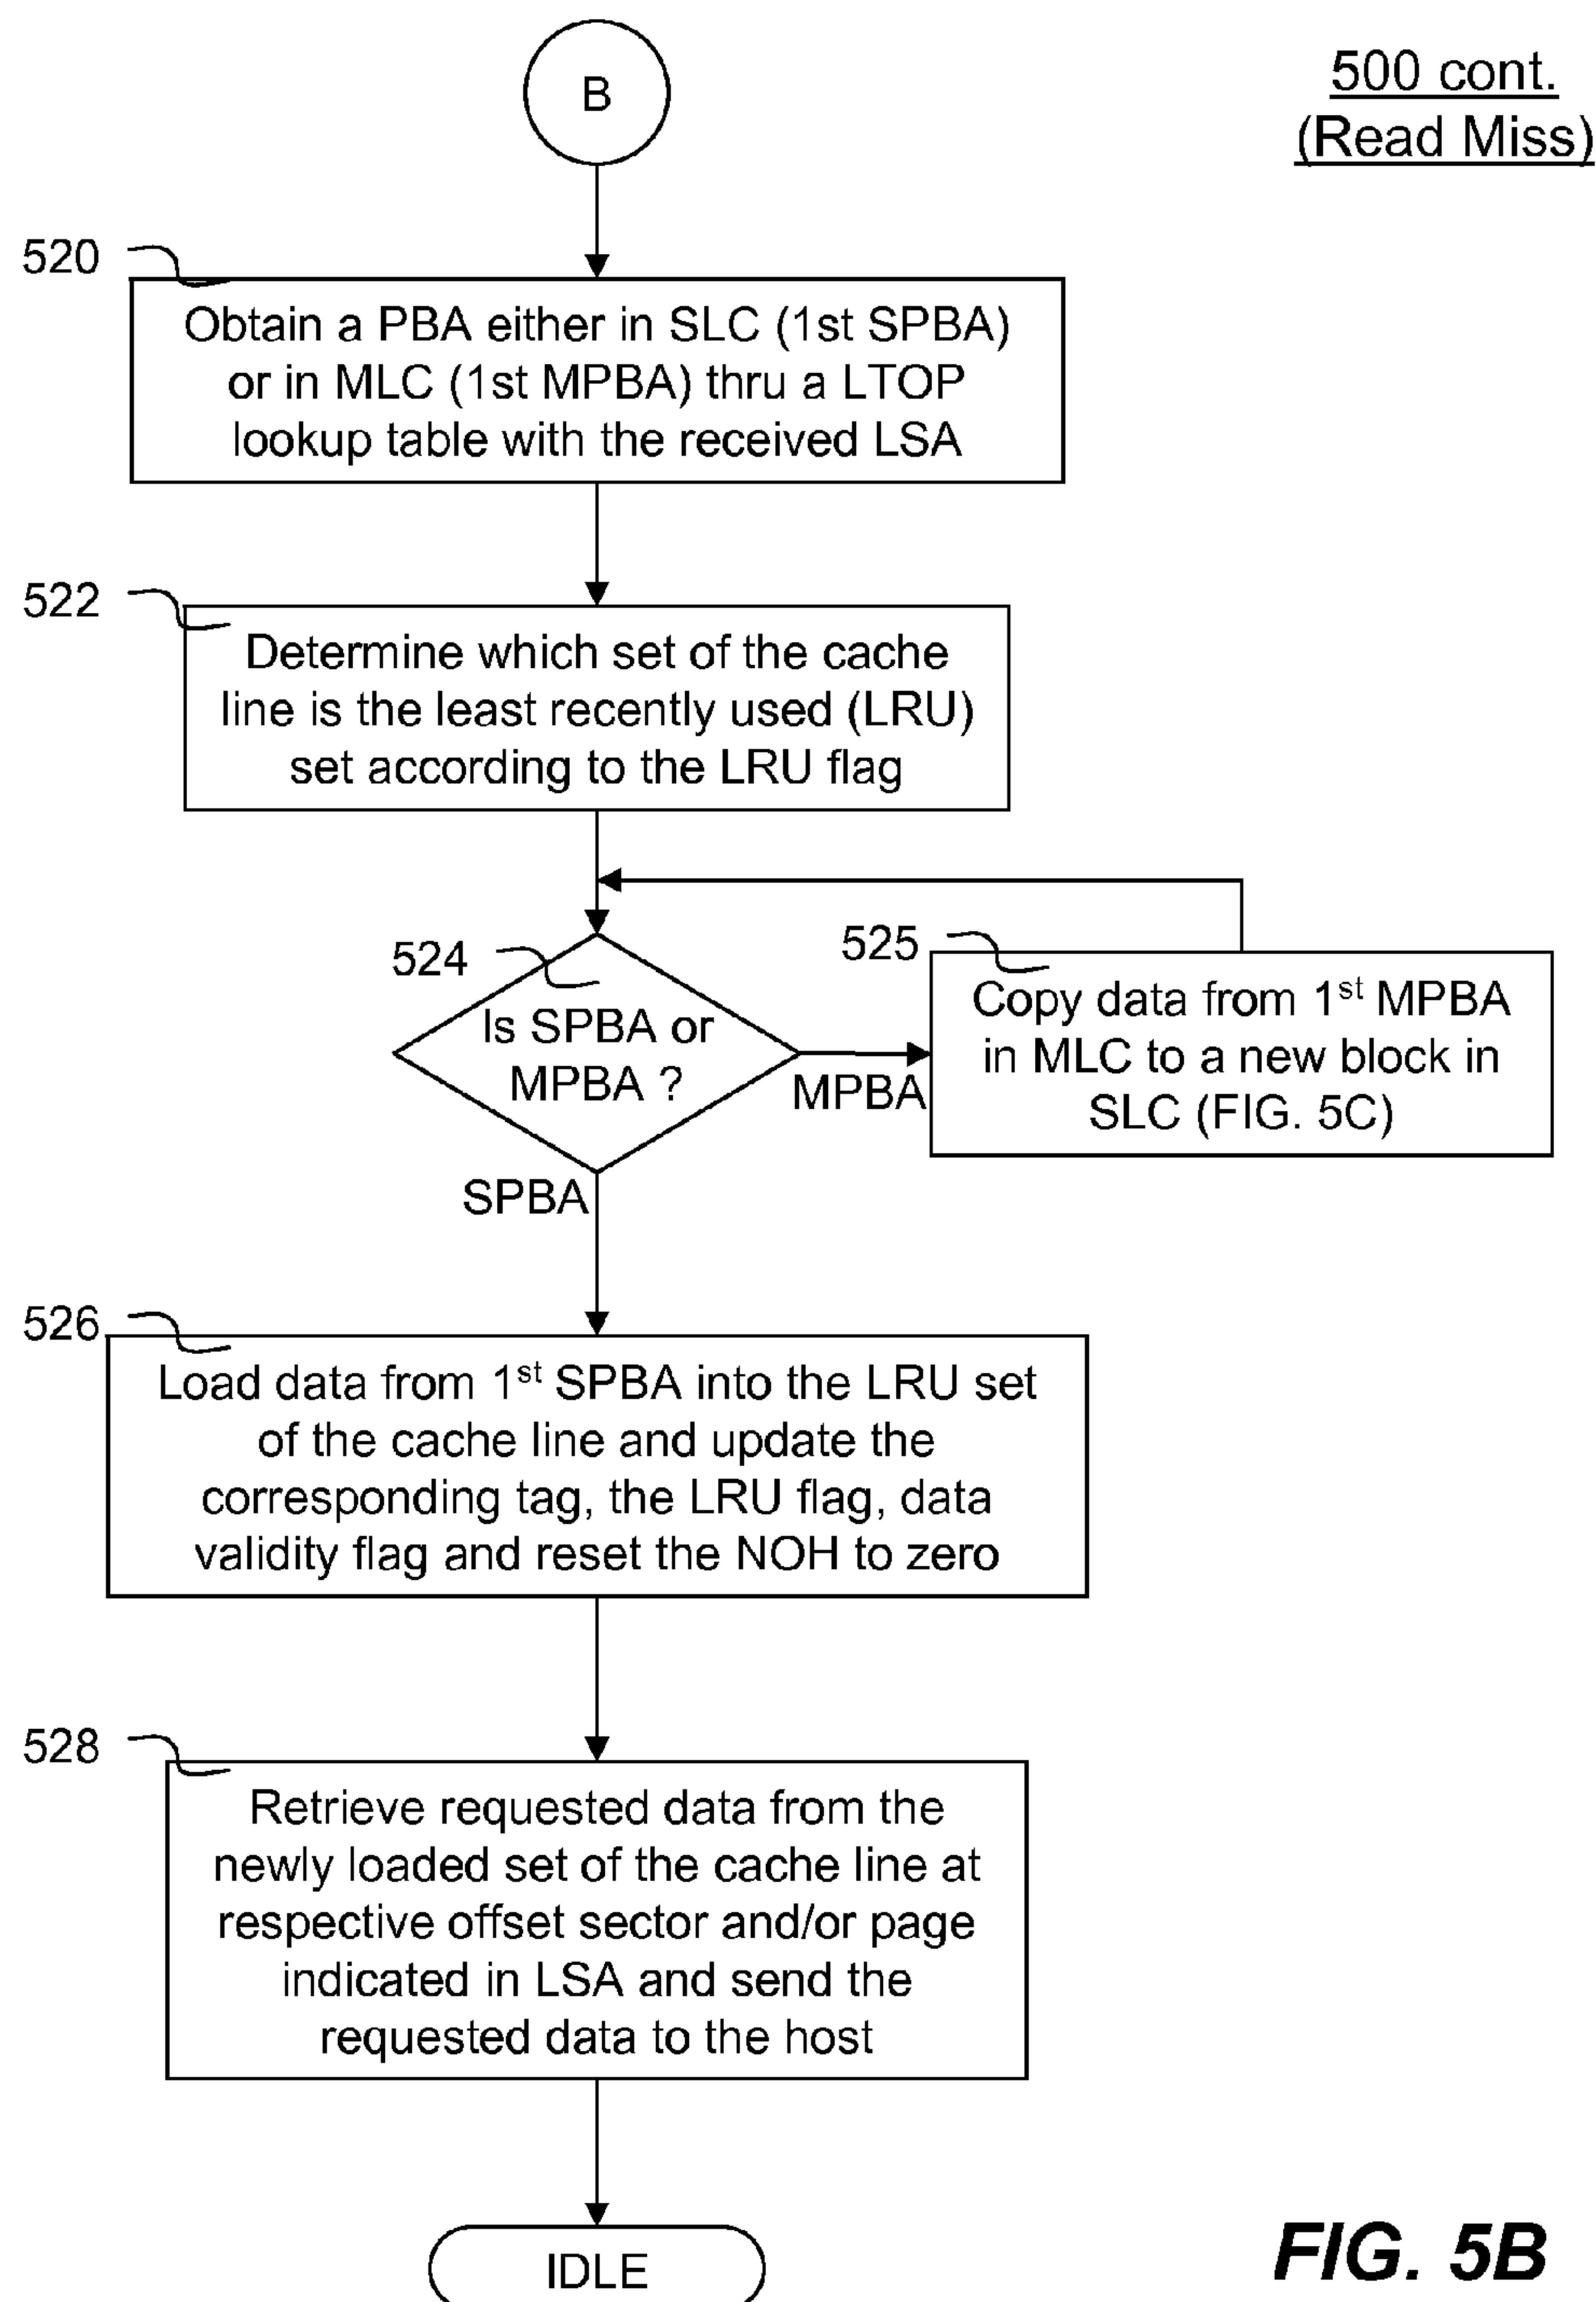 B
500 cont.
(Read Miss)
520
Obtain a PBA either in SLC (1st SPBA)
or in MLC (1st MPBA) thru a LTOP
lookup table with the received LSA
522
Determine which set of the cache
line is the least recently used (LRU)
set according to the LRU flag
524
Is SPBA or
MPBA ?
MPBA
SPBA
525
Copy data from 1st MPBA
in MLC to a new block in
SLC (FIG. 5C)
526
Load data from 1st SPBA into the LRU set
of the cache line and update the
corresponding tag, the LRU flag, data
validity flag and reset the NOH to zero
528
Retrieve requested data from the
newly loaded set of the cache line at
respective offset sector and/or page
indicated in LSA and send the
requested data to the host
IDLE
FIG. 5B